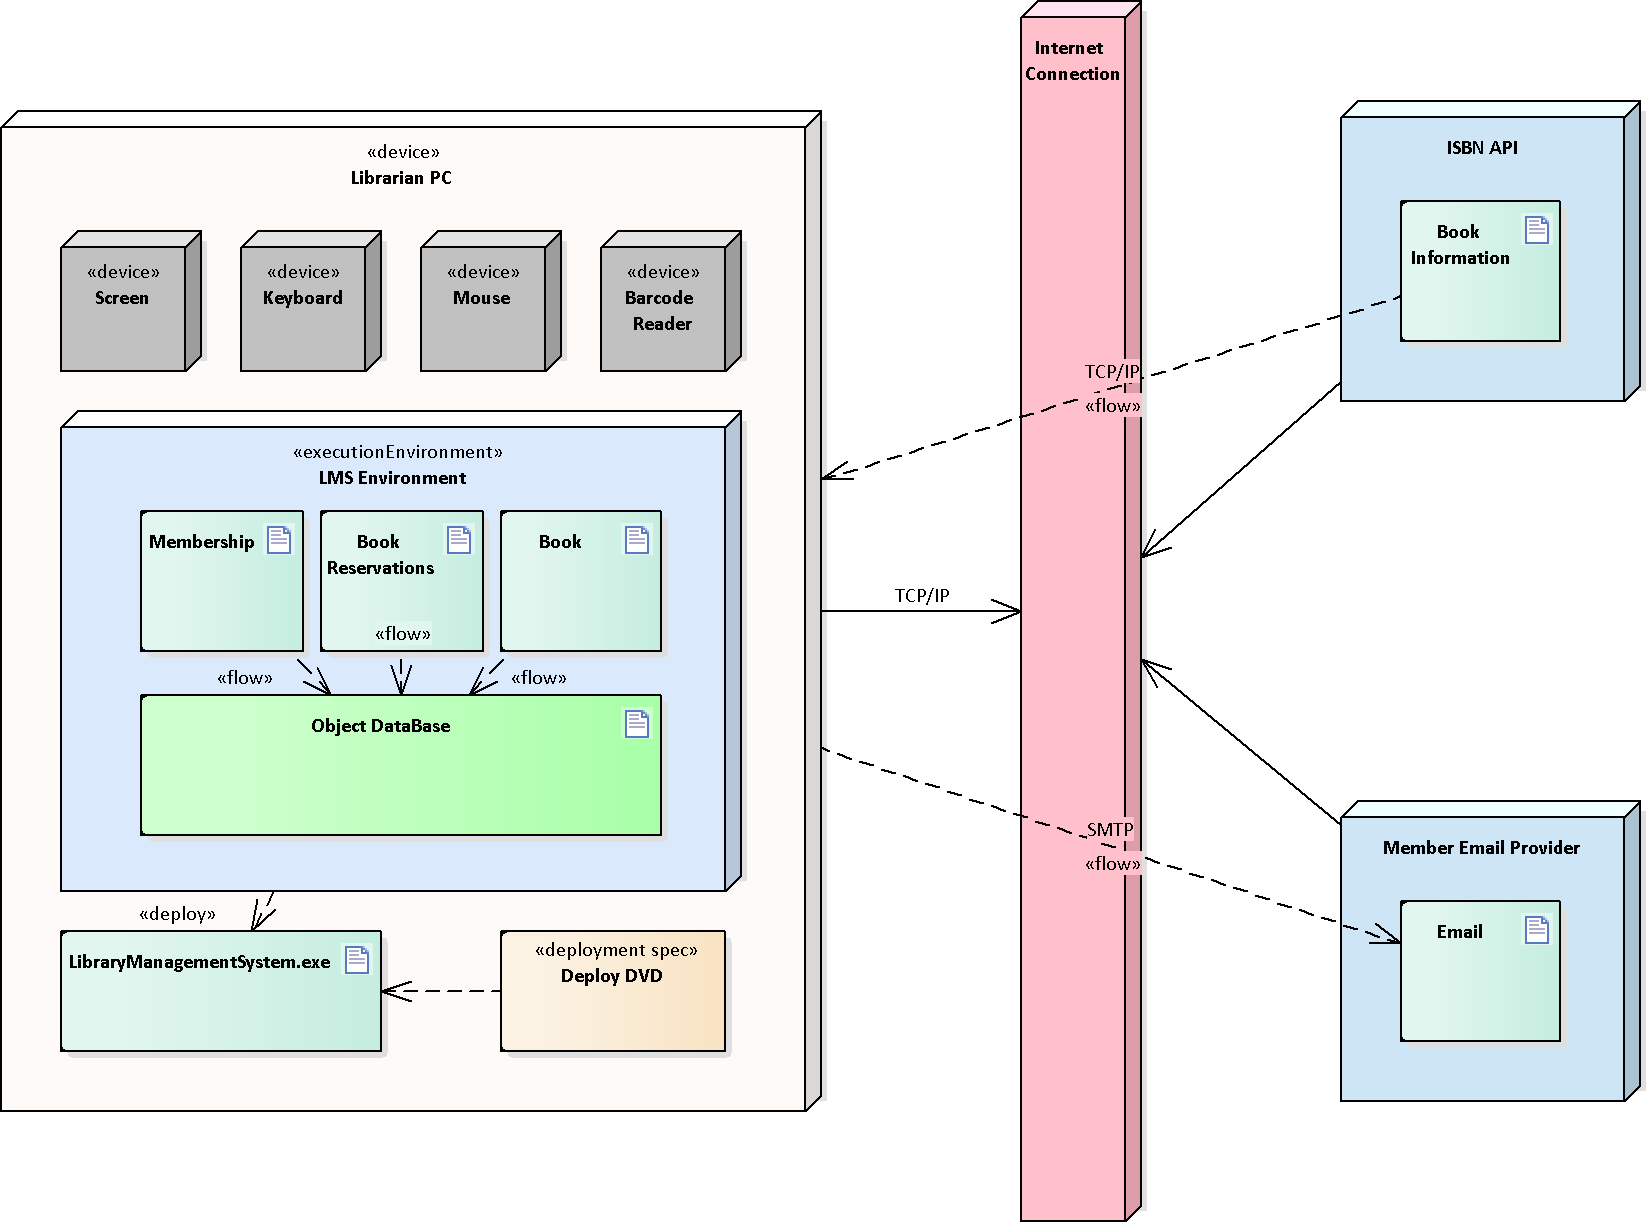 Internet
Connection
«device»
Librarian PC
ISBN API
Book
Information
«device»
Screen
«device»
Keyboard
«device»
Mouse
«device»
Barcode
Reader
TCP/IP
«flow»
«executionEnvironment»
LMS Environment
Membership
Book
Reservations
Book
«flow»
«flow»
«flow»
TCP/IP
Object DataBase
SMTP
«flow»
Member Email Provider
Email
«deploy»
LibraryManagementSystem.exe
«deployment spec»
Deploy DVD